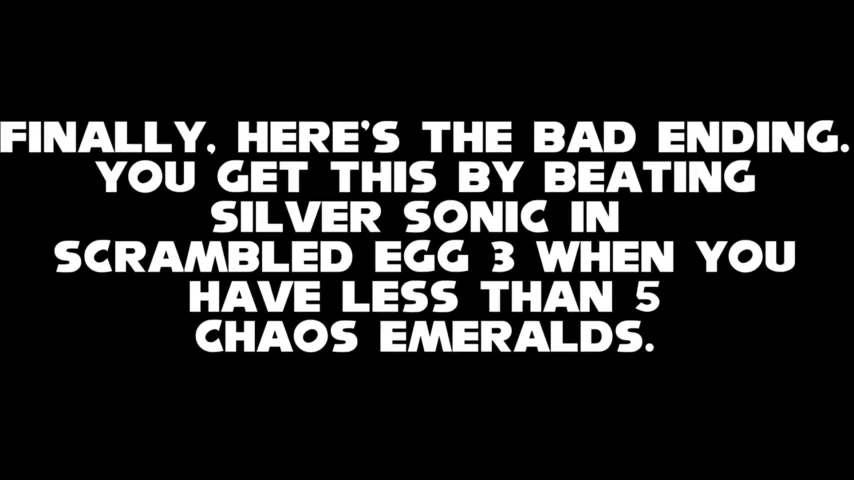 FINALLY, HERE'S THE BAD ENDING.
YOU GET THIS BY BEATING
SILVER SONIC IN
SCRAMBLED EGG 3 WHEN YOU
HAVE LESS THAN 5
CHAOS EMERALDS.